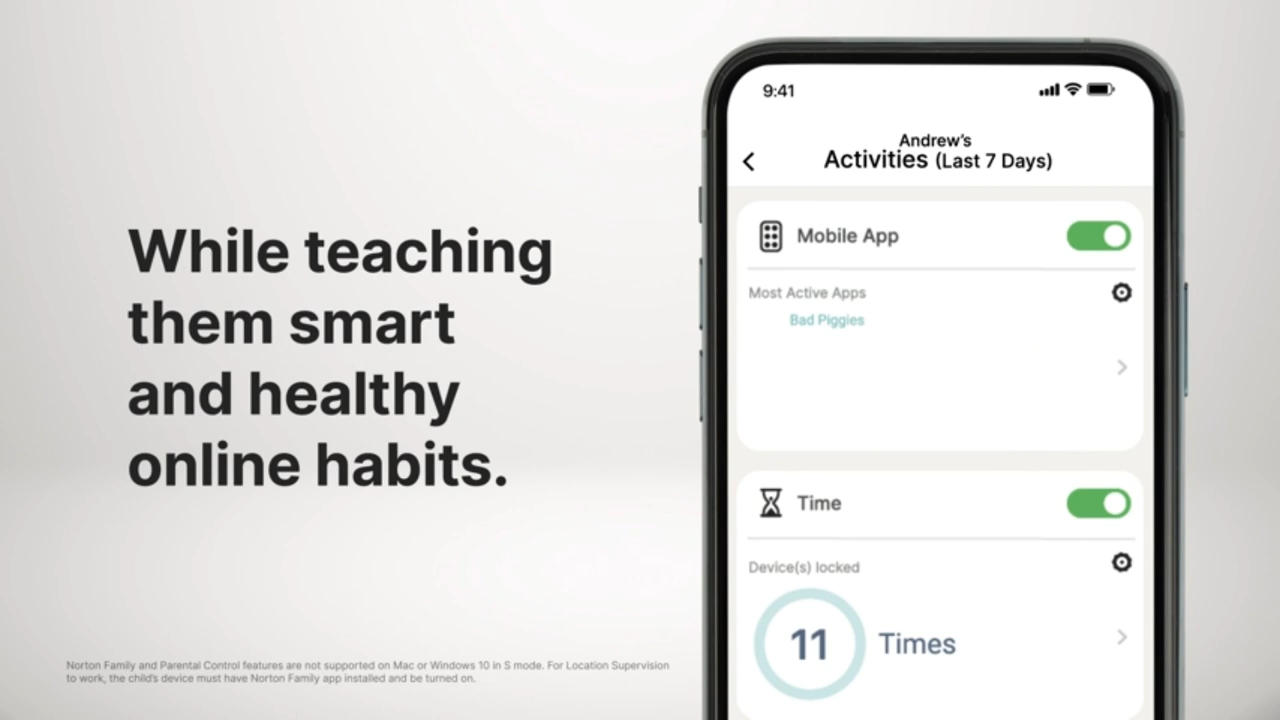 While teaching
them smart
and healthy
online habits.
Norton Family and Parental Control features are not supported on Mac or Windows 10 in S mode. For Location Supervision
to work, the child's device must have Norton Family app installed and be turned on.
9:41
Andrew's
Activities (Last 7 Days)
Mobile App
Most Active Apps
Bad Piggies
Time
Device(s) locked
11 Times